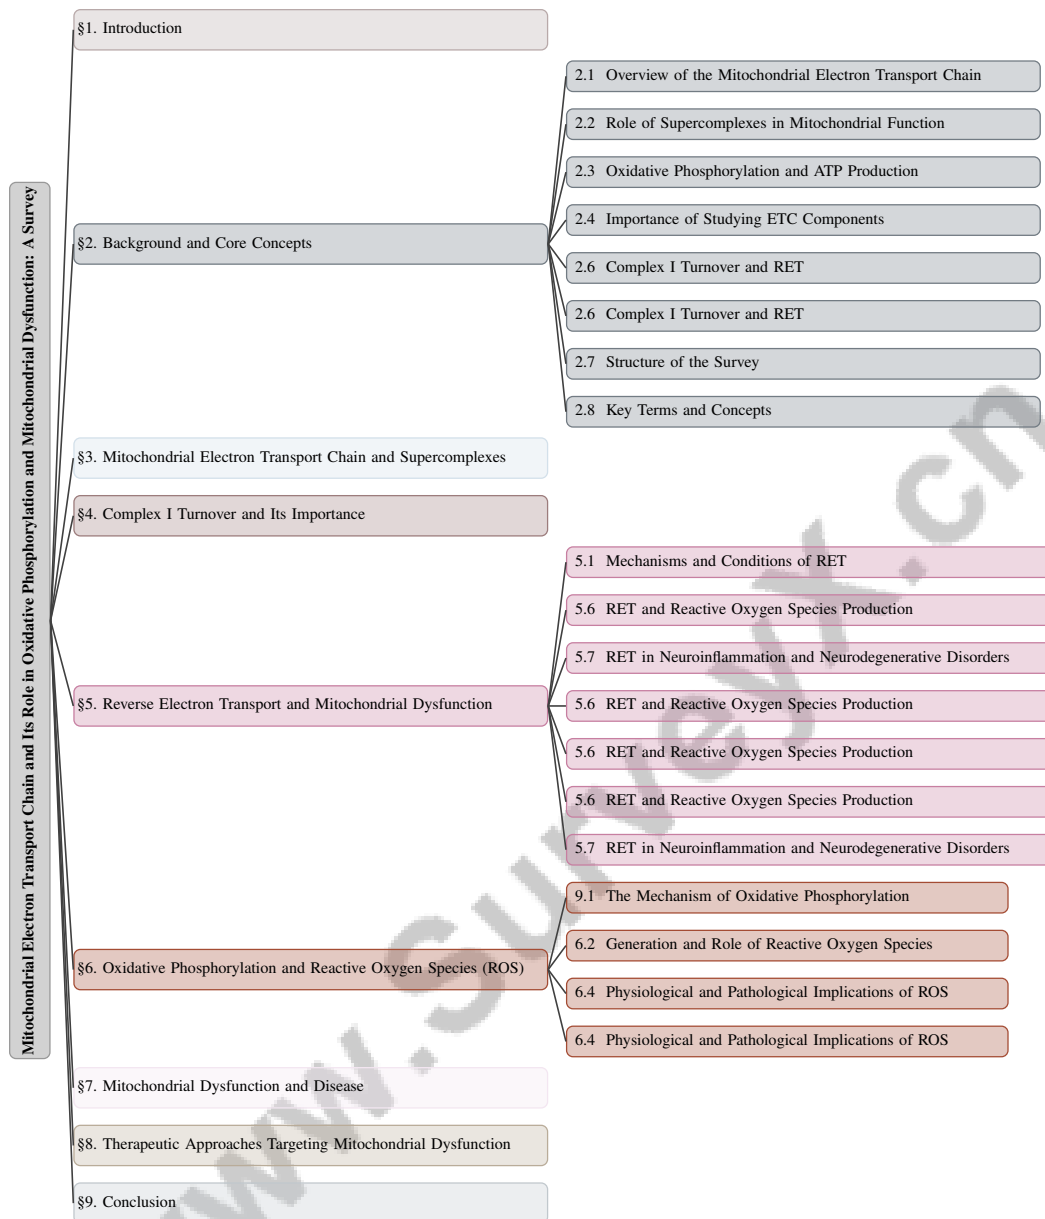 Mitochondrial Electron Transport Chain and Its Role in Oxidative Phosphorylation and Mitochondrial Dysfunction: A Survey
§1. Introduction
§2. Background and Core Concepts
2.1 Overview of the Mitochondrial Electron Transport Chain
2.2 Role of Supercomplexes in Mitochondrial Function
2.3 Oxidative Phosphorylation and ATP Production
2.4 Importance of Studying ETC Components
2.6 Complex I Turnover and RET
2.6 Complex I Turnover and RET
2.7 Structure of the Survey
2.8 Key Terms and Concepts
§3. Mitochondrial Electron Transport Chain and Supercomplexes
§4. Complex I Turnover and Its Importance
§5. Reverse Electron Transport and Mitochondrial Dysfunction
5.1 Mechanisms and Conditions of RET
5.6 RET and Reactive Oxygen Species Production
5.7 RET in Neuroinflammation and Neurodegenerative Disorders
5.6 RET and Reactive Oxygen Species Production
5.6 RET and Reactive Oxygen Species Production
5.6 RET and Reactive Oxygen Species Production
5.7 RET in Neuroinflammation and Neurodegenerative Disorders
§6. Oxidative Phosphorylation and Reactive Oxygen Species (ROS)
9.1 The Mechanism of Oxidative Phosphorylation
6.2 Generation and Role of Reactive Oxygen Species
6.4 Physiological and Pathological Implications of ROS
6.4 Physiological and Pathological Implications of ROS
§7. Mitochondrial Dysfunction and Disease
§8. Therapeutic Approaches Targeting Mitochondrial Dysfunction
§9. Conclusion
www.Surveyx.cn